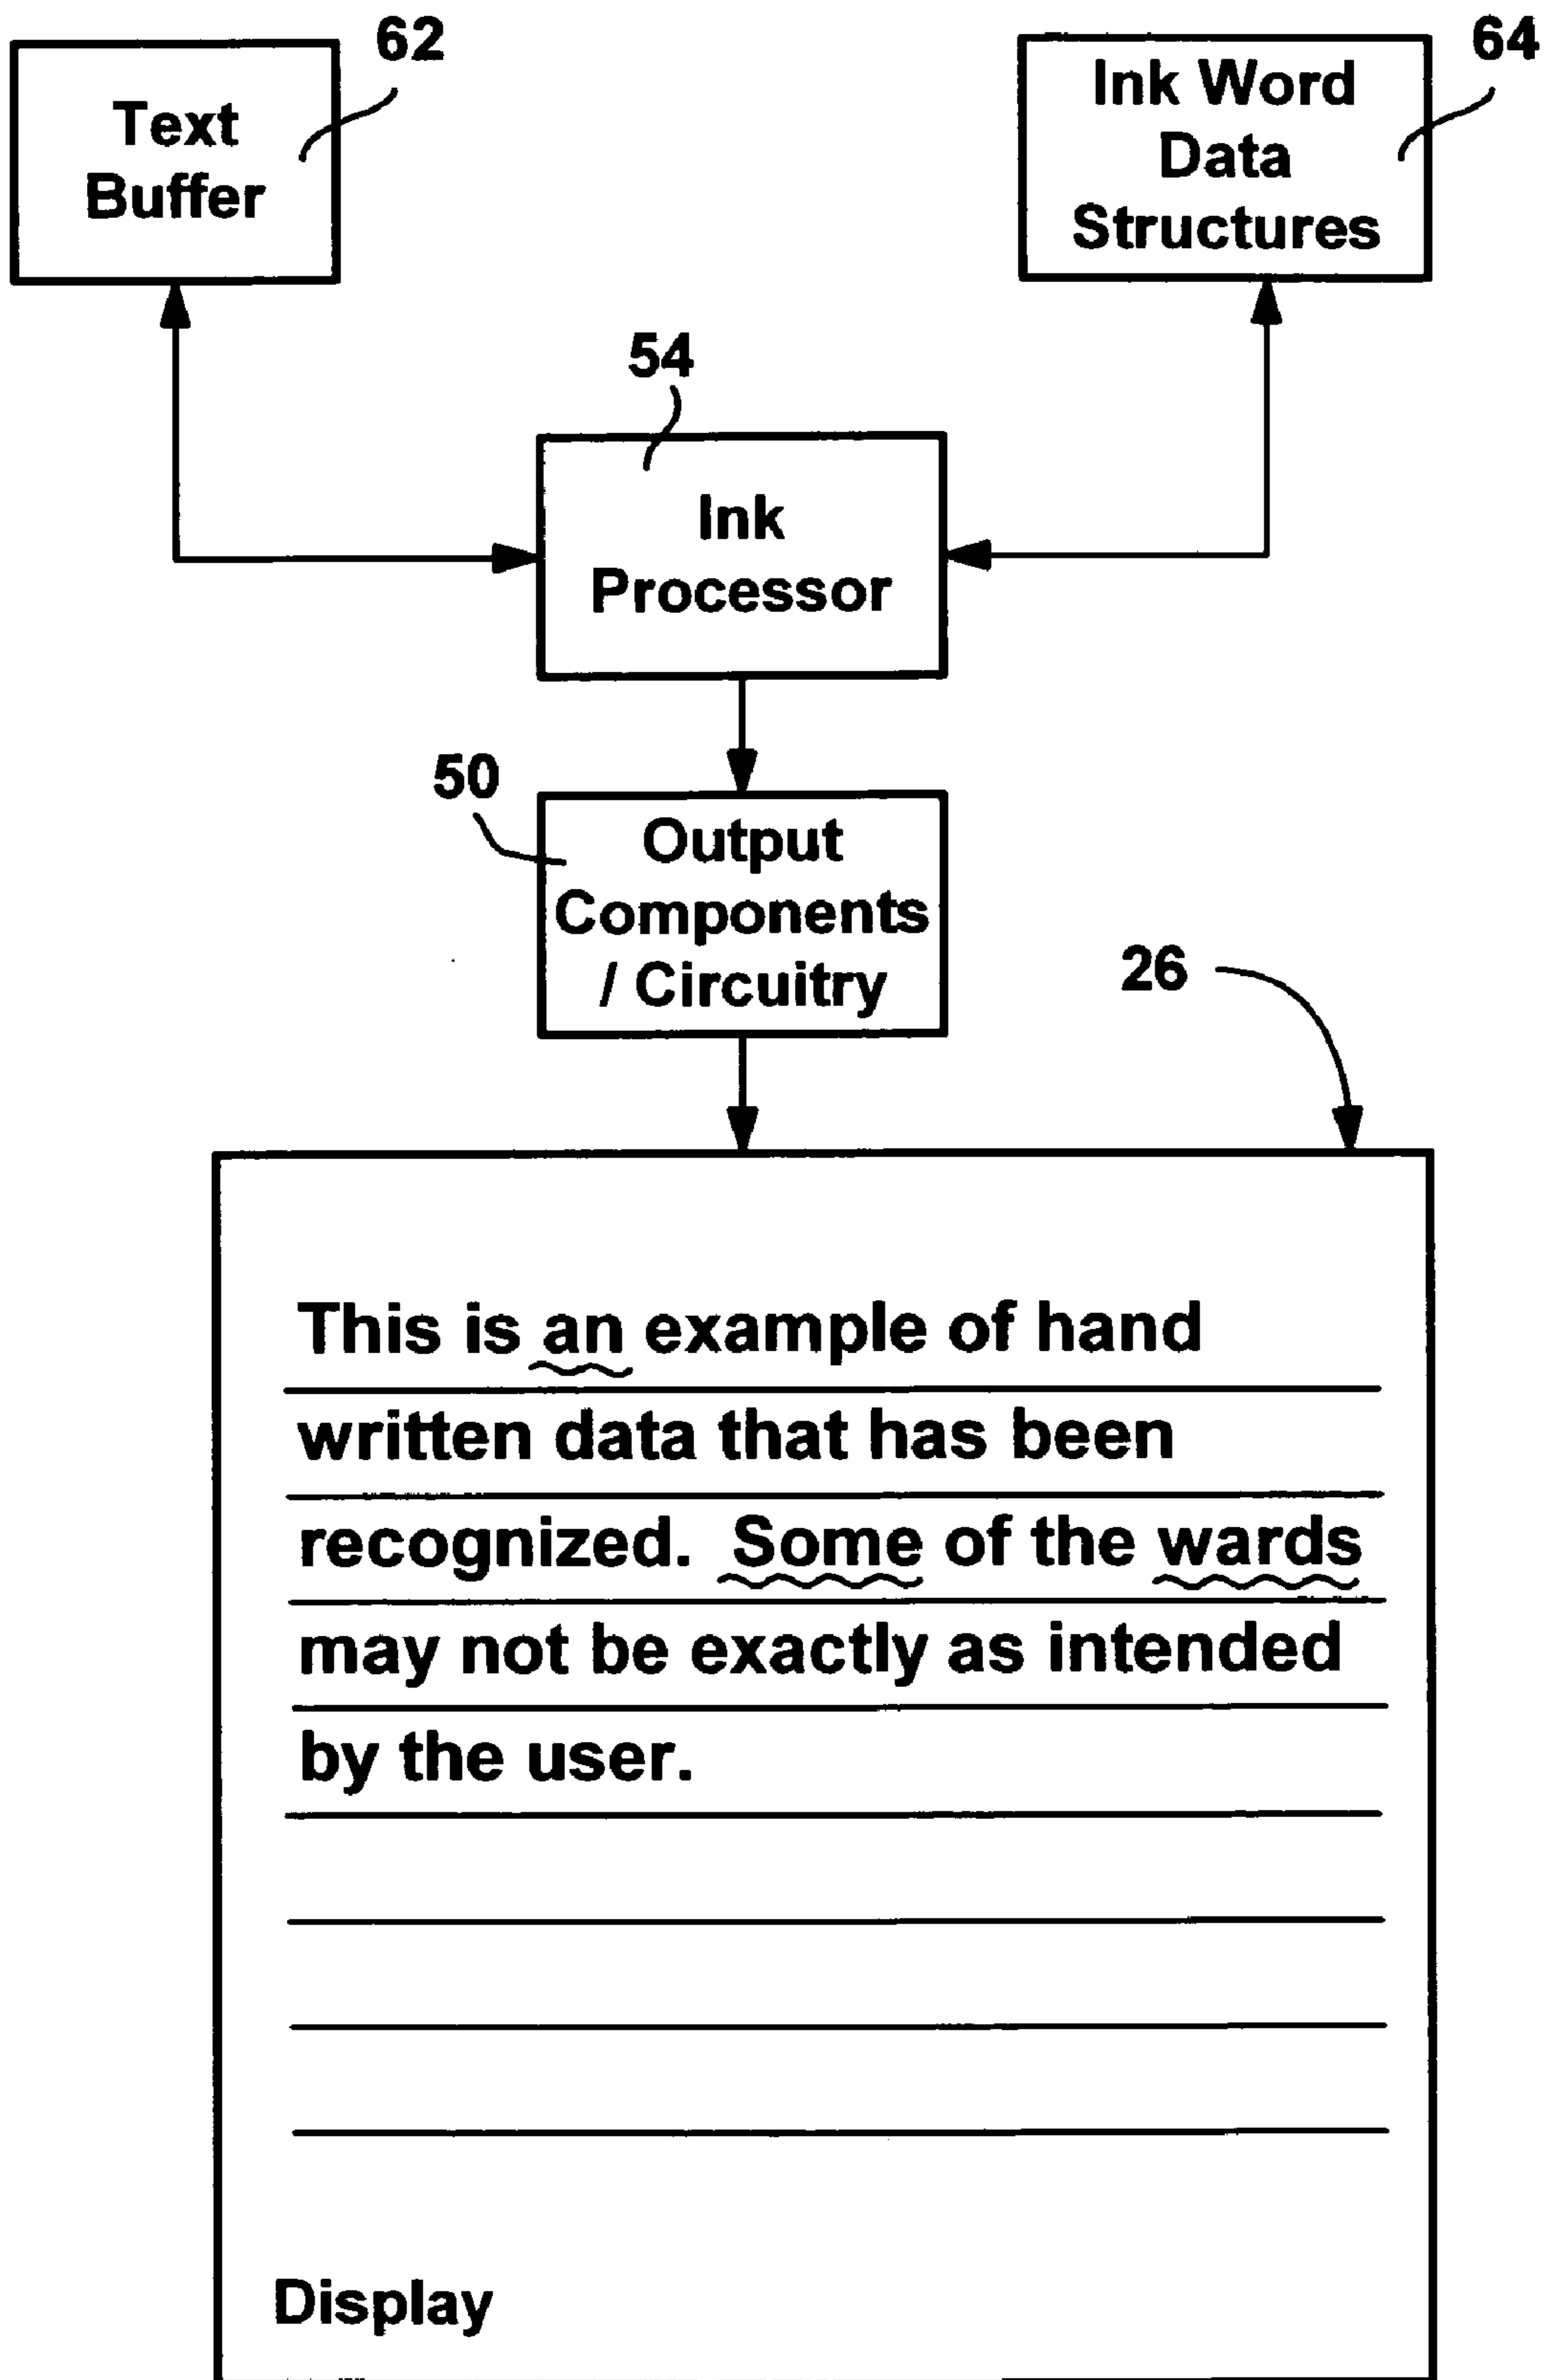 62
Text
Buffer
64
Ink Word
Data
Structures
54
Ink
Processor
50
Output
Components
/ Circuitry
26
This is an example of hand
written data that has been
recognized. Some of the wards
may not be exactly as intended
by the user.
Display